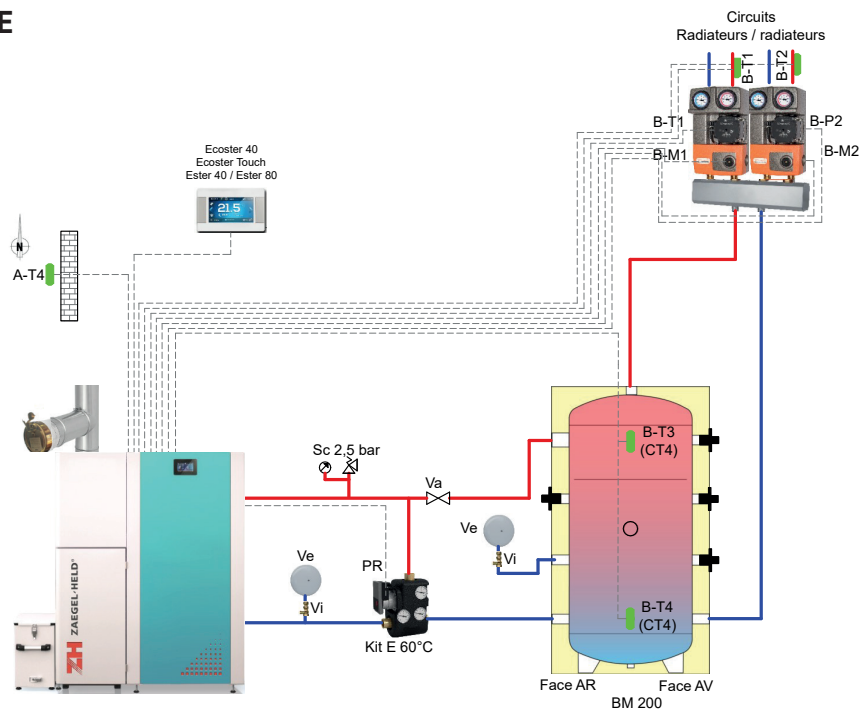 E
Circuits
Radiateurs / radiateurs
B-T1
B-T2
B-T1
B-P2
B-M1
B-M2
Ecoster 40
Ecoster Touch
Ester 40 / Ester 80
21.5
N
A-T4
Sc 2,5 bar
Va
B-T3
(CT4)
Ve
Vi
Ve
Vi
PR
Kit E 60°C
B-T4
(CT4)
ZH ZAEGEL-HELD
Face AR
Face AV
BM 200